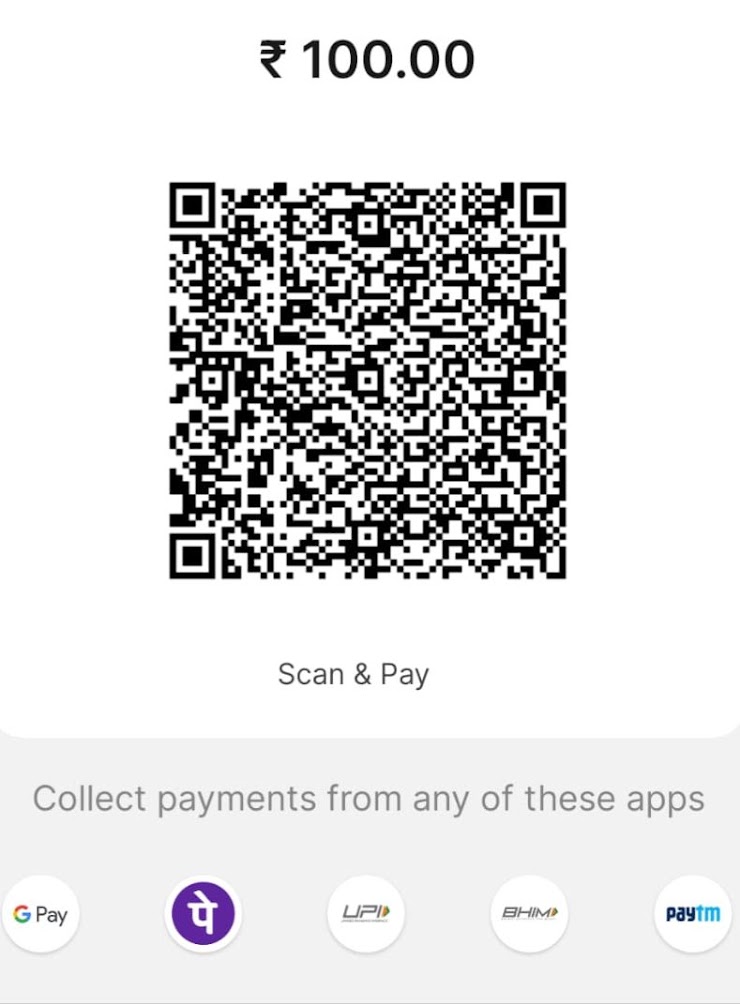 ₹ 100.00
Scan & Pay
Collect payments from any of these apps
G Pay पे UPI BHIM paytm